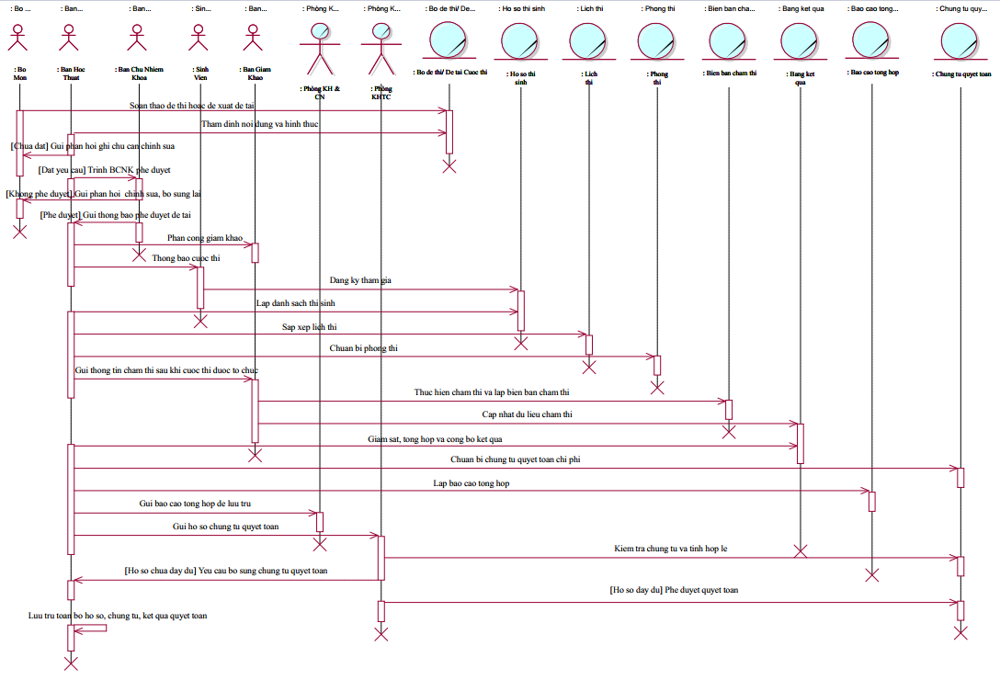 : Bo ...
: Ban...
: Ban...
: Sin...
: Ban...
: Phòng K...
: Phòng K...
: Bo de thi/ De...
: Ho so thi sinh
: Lich thi
: Phong thi
: Bien ban cha...
: Bang ket qua
: Bao cao tong...
: Chung tu quy...
: Bo
Mon
: Ban Hoc
Thuat
: Ban Chu Nhiem
Khoa
: Sinh
Vien
: Ban Giam
Khao
: Phòng KH &
CN
: Phòng
KHTC
: Bo de thi/ De tai Cuoc thi
: Ho so thi
sinh
: Lich
thi
: Phong
thi
: Bien ban cham thi
: Bang ket
qua
: Bao cao tong hop
: Chung tu quyet toan
Soan thao de thi hoac de xuat de tai
Tham dinh noi dung va hinh thuc
[Chua dat] Gui phan hoi ghi chu can chinh sua
[Dat yeu cau] Trinh BCNK phe duyet
[Khong phe duyet] Gui phan hoi  chinh sua, bo sung lai
[Phe duyet] Gui thong bao phe duyet de tai
Phan cong giam khao
Thong bao cuoc thi
Dang ky tham gia
Lap danh sach thi sinh
Sap xep lich thi
Chuan bi phong thi
Gui thong tin cham thi sau khi cuoc thi duoc to chuc
Thuc hien cham thi va lap bien ban cham thi
Cap nhat du lieu cham thi
Giam sat, tong hop va cong bo ket qua
Chuan bi chung tu quyet toan chi phi
Lap bao cao tong hop
Gui bao cao tong hop de luu tru
Gui ho so chung tu quyet toan
Kiem tra chung tu va tinh hop le
[Ho so chua day du] Yeu cau bo sung chung tu quyet toan
[Ho so day du] Phe duyet quyet toan
Luu tru toan bo ho so, chung tu, ket qua quyet toan